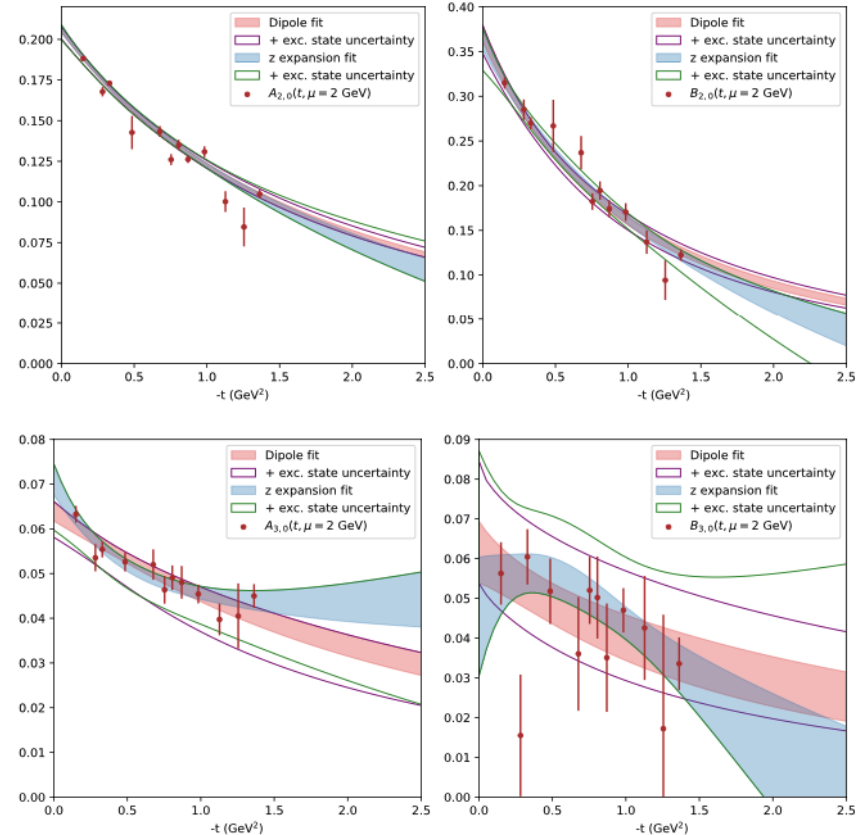 0.200
0.175
0.150
0.125
0.100
0.075
0.050
0.025
0.000
0.0 0.5 1.0 1.5 2.0 2.5
-t (GeV²)
Dipole fit
+ exc. state uncertainty
z expansion fit
+ exc. state uncertainty
A₂,₀(t, μ = 2 GeV)
0.40
0.35
0.30
0.25
0.20
0.15
0.10
0.05
0.00
0.0 0.5 1.0 1.5 2.0 2.5
-t (GeV²)
Dipole fit
+ exc. state uncertainty
z expansion fit
+ exc. state uncertainty
B₂,₀(t, μ = 2 GeV)
0.08
0.07
0.06
0.05
0.04
0.03
0.02
0.01
0.00
0.0 0.5 1.0 1.5 2.0 2.5
-t (GeV²)
Dipole fit
+ exc. state uncertainty
z expansion fit
+ exc. state uncertainty
A₃,₀(t, μ = 2 GeV)
0.09
0.08
0.07
0.06
0.05
0.04
0.03
0.02
0.01
0.00
0.0 0.5 1.0 1.5 2.0 2.5
-t (GeV²)
Dipole fit
+ exc. state uncertainty
z expansion fit
+ exc. state uncertainty
B₃,₀(t, μ = 2 GeV)